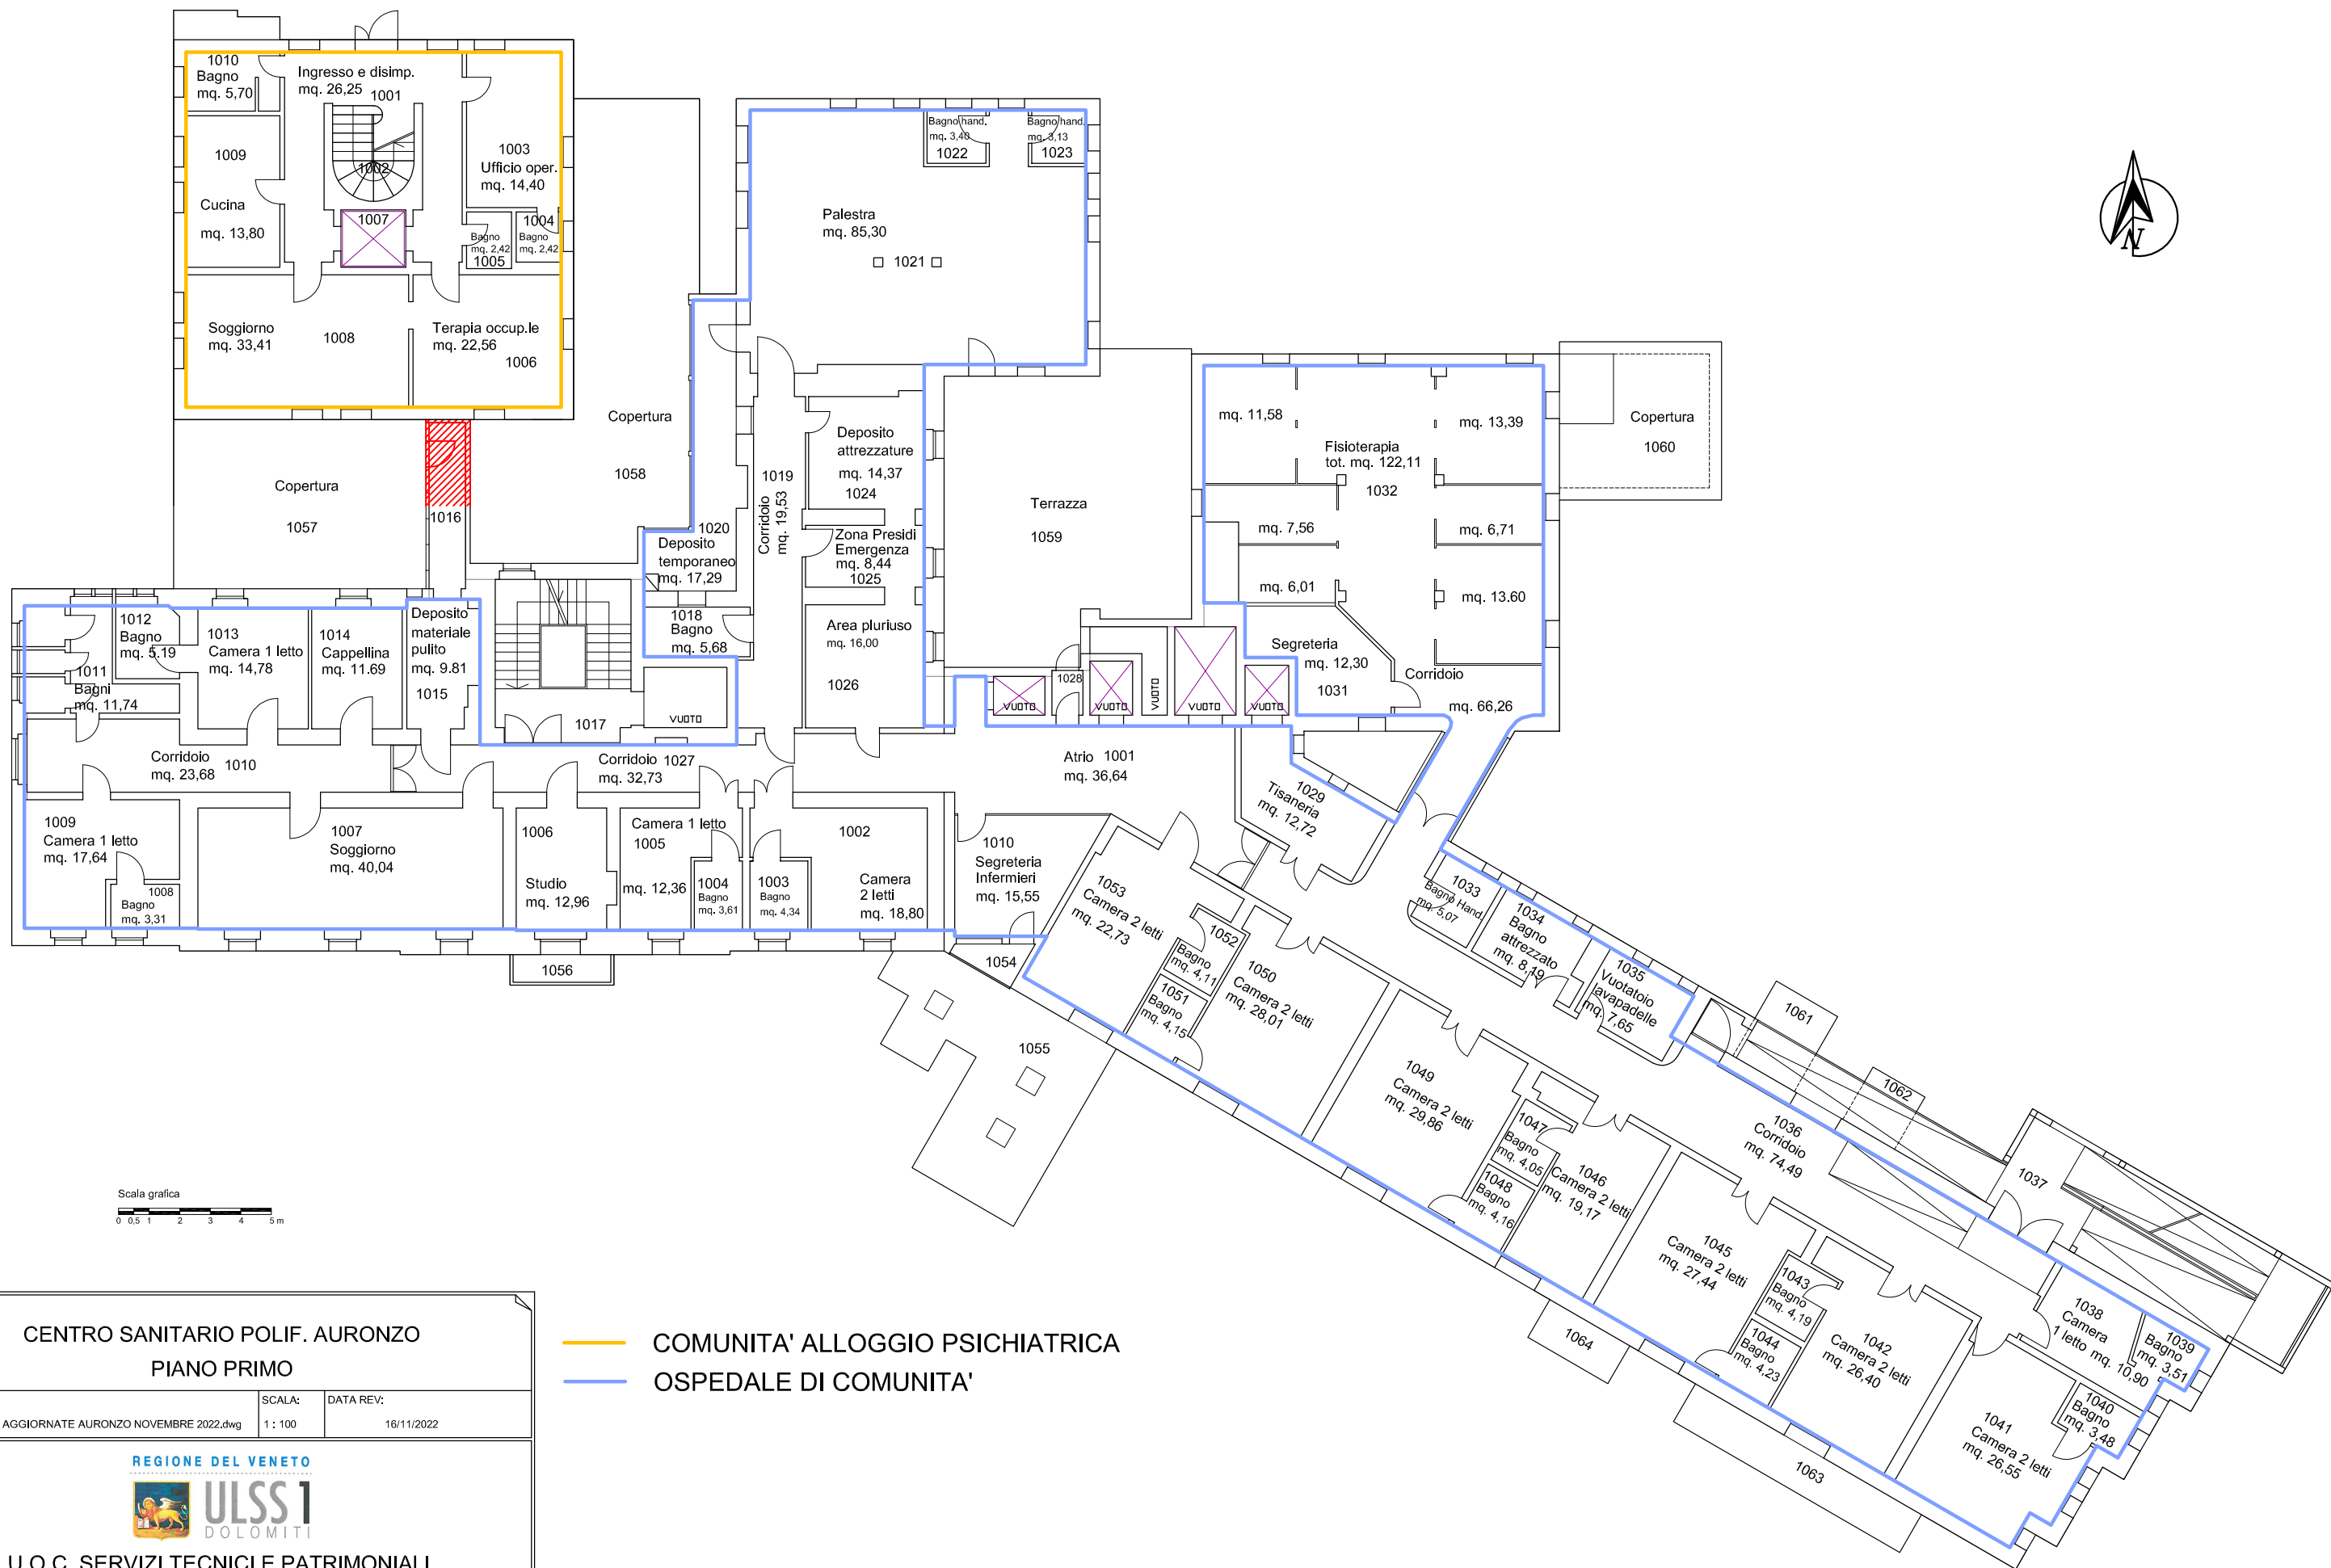 1010
Bagno
mq. 5,70
Ingresso e disimp.
mq. 26,25
1001
1002
1003
Ufficio oper.
mq. 14,40
1009
Cucina
mq. 13,80
1007
1004
Bagno
mq. 2,42
Bagno
mq. 2,42
1005
Soggiorno
mq. 33,41
1008
Terapia occup.le
mq. 22,56
1006
Copertura
1057
1016
Copertura
1058
Bagno hand.
mq. 3,40
1022
Bagno hand.
mq. 3,13
1023
Palestra
mq. 85,30
1021
N
1019
Corridoio
mq. 19,53
Deposito
attrezzature
mq. 14,37
1024
1020
Deposito
temporaneo
mq. 17,29
Zona Presidi
Emergenza
mq. 8,44
1025
1018
Bagno
mq. 5,68
Area pluriuso
mq. 16,00
1026
Terrazza
1059
mq. 11,58
mq. 13,39
Fisioterapia
tot. mq. 122,11
1032
mq. 7,56
mq. 6,71
mq. 6,01
mq. 13.60
Segreteria
mq. 12,30
1031
Corridoio
mq. 66,26
Copertura
1060
1028
VUOTO
VUOTO
VUOTO
VUOTO
VUOTO
1012
Bagno
mq. 5.19
1011
Bagni
mq. 11,74
1013
Camera 1 letto
mq. 14,78
1014
Cappellina
mq. 11.69
Deposito
materiale
pulito
mq. 9.81
1015
1017
VUOTO
Corridoio
mq. 23,68
1010
Corridoio 1027
mq. 32,73
Atrio 1001
mq. 36,64
1029
Tisaneria
mq. 12,72
1009
Camera 1 letto
mq. 17,64
1008
Bagno
mq. 3,31
1007
Soggiorno
mq. 40,04
1006
Studio
mq. 12,96
Camera 1 letto
1005
mq. 12,36
1004
Bagno
mq. 3,61
1003
Bagno
mq. 4,34
1002
Camera
2 letti
mq. 18,80
1010
Segreteria
Infermieri
mq. 15,55
1056
1054
1055
1053
Camera 2 letti
mq. 22,73
1052
Bagno
mq. 4,11
1051
Bagno
mq. 4,15
1050
Camera 2 letti
mq. 28,01
1033
Bagno Hand.
mq. 5,07
1034
Bagno
attrezzato
mq. 8,19
1035
Vuotatoio
lavapadelle
mq. 7,65
1061
1062
1049
Camera 2 letti
mq. 29,86
1047
Bagno
mq. 4,05
1048
Bagno
mq. 4,16
1046
Camera 2 letti
mq. 19,17
1036
Corridoio
mq. 74,49
1037
1045
Camera 2 letti
mq. 27,44
1043
Bagno
mq. 4,19
1044
Bagno
mq. 4,23
1042
Camera 2 letti
mq. 26,40
1038
Camera
1 letto mq. 10,90
1039
Bagno
mq. 3,51
1040
Bagno
mq. 3,48
1041
Camera 2 letti
mq. 26,55
1064
1063
Scala grafica
0 0,5 1 2 3 4 5 m
CENTRO SANITARIO POLIF. AURONZO
PIANO PRIMO
AGGIORNATE AURONZO NOVEMBRE 2022.dwg
SCALA:
1 : 100
DATA REV:
16/11/2022
REGIONE DEL VENETO
ULSS 1
DOLOMITI
U.O.C. SERVIZI TECNICI E PATRIMONIALI
COMUNITA' ALLOGGIO PSICHIATRICA
OSPEDALE DI COMUNITA'